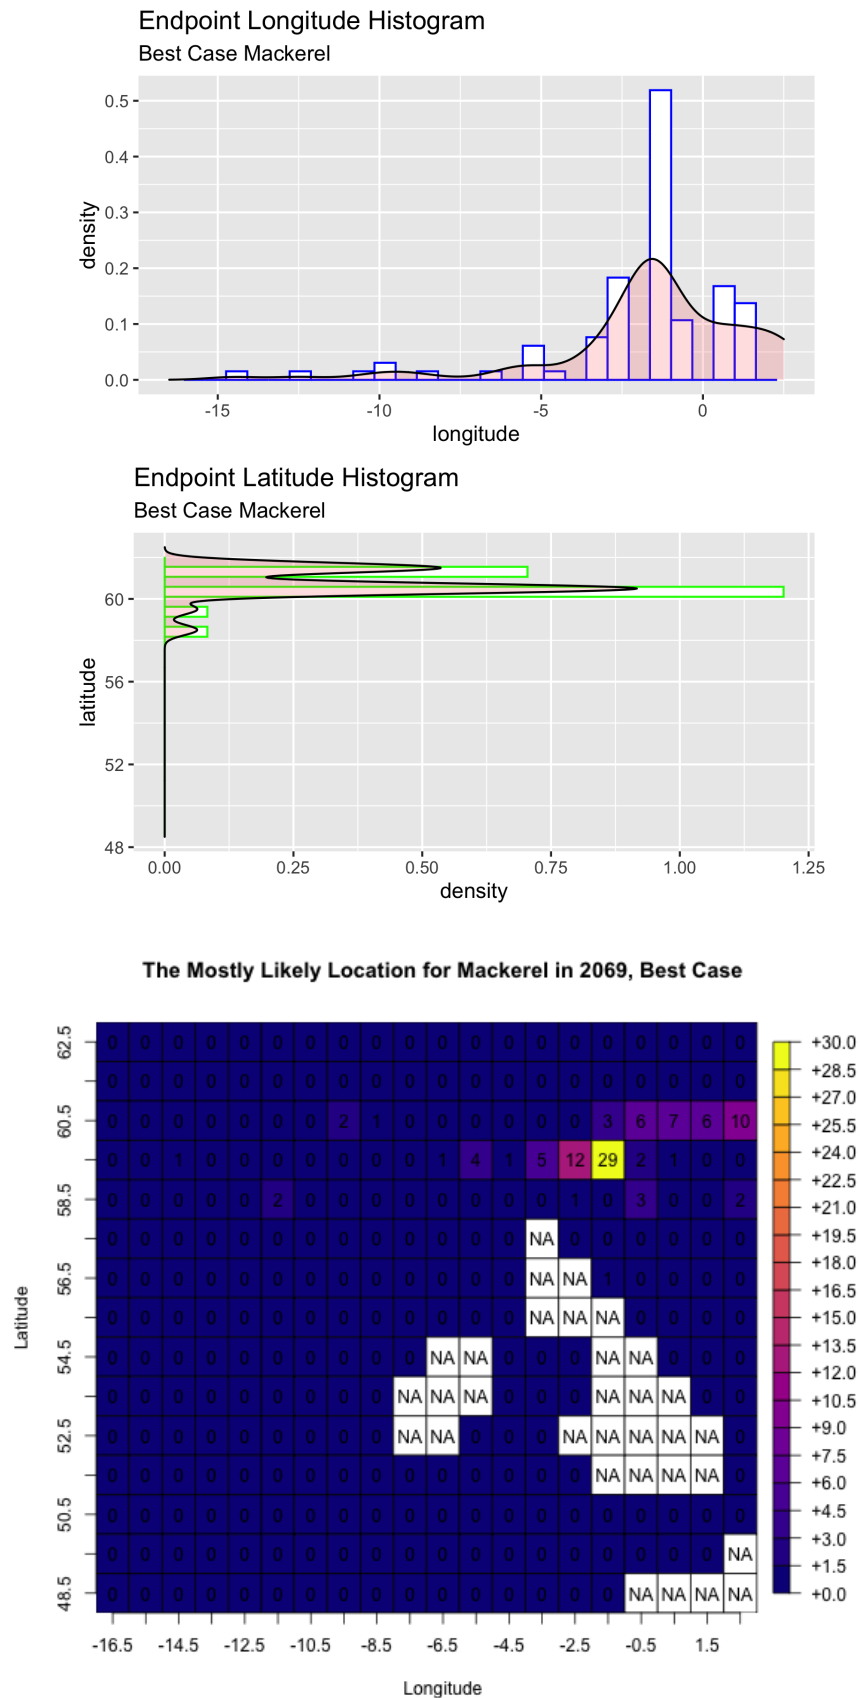 Endpoint Longitude Histogram
Best Case Mackerel
0.5
0.4
0.3
0.2
0.1
0.0
density
-15 -10 -5 0
longitude
Endpoint Latitude Histogram
Best Case Mackerel
60
56
52
48
latitude
0.00 0.25 0.50 0.75 1.00 1.25
density
The Mostly Likely Location for Mackerel in 2069, Best Case
62.5 0 0 0 0 0 0 0 0 0 0 0 0 0 0 0 0 0 0 0 0
0 0 0 0 0 0 0 0 0 0 0 0 0 0 0 0 0 0 0 0
60.5 0 0 0 0 0 0 0 2 1 0 0 0 0 0 0 3 6 7 6 10
0 0 1 0 0 0 0 0 0 0 1 4 1 5 12 29 2 1 0 0
58.5 0 0 0 0 0 2 0 0 0 0 0 0 0 0 1 0 3 0 0 2
0 0 0 0 0 0 0 0 0 0 0 0 0 NA 0 0 0 0 0 0
56.5 0 0 0 0 0 0 0 0 0 0 0 0 0 NA NA 1 0 0 0 0
0 0 0 0 0 0 0 0 0 0 0 0 0 NA NA NA 0 0 0 0
54.5 0 0 0 0 0 0 0 0 0 0 NA NA 0 0 0 NA NA 0 0 0
0 0 0 0 0 0 0 0 0 NA NA NA 0 0 0 NA NA NA 0 0
52.5 0 0 0 0 0 0 0 0 0 NA NA 0 0 0 NA NA NA NA NA 0
0 0 0 0 0 0 0 0 0 0 0 0 0 0 0 NA NA NA NA 0
50.5 0 0 0 0 0 0 0 0 0 0 0 0 0 0 0 0 0 0 0 0
0 0 0 0 0 0 0 0 0 0 0 0 0 0 0 0 0 0 0 NA
48.5 0 0 0 0 0 0 0 0 0 0 0 0 0 0 0 0 NA NA NA NA
Latitude
-16.5 -14.5 -12.5 -10.5 -8.5 -6.5 -4.5 -2.5 -0.5 1.5
Longitude
+30.0
+28.5
+27.0
+25.5
+24.0
+22.5
+21.0
+19.5
+18.0
+16.5
+15.0
+13.5
+12.0
+10.5
+9.0
+7.5
+6.0
+4.5
+3.0
+1.5
+0.0